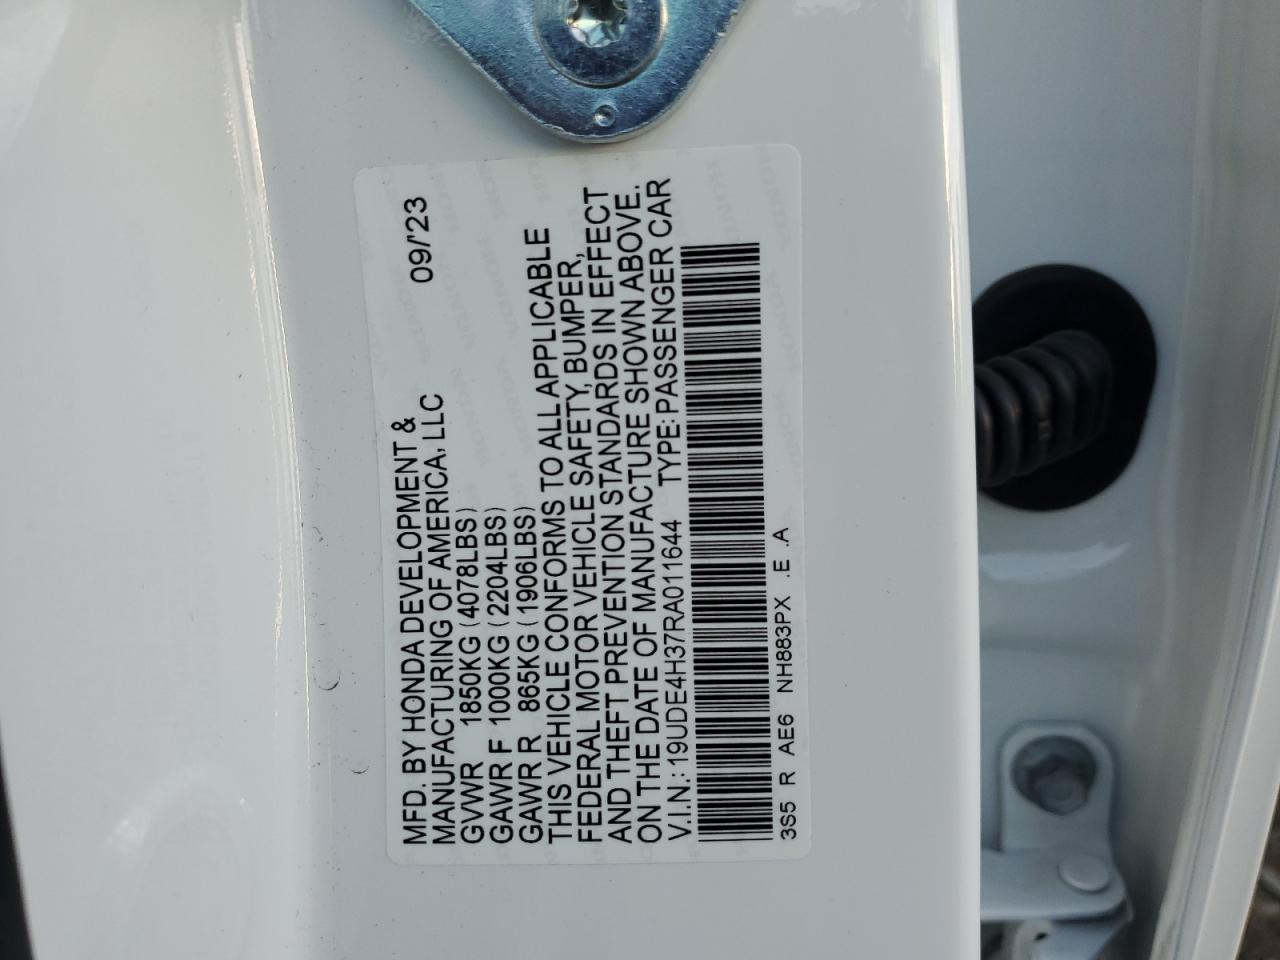 MFD. BY HONDA DEVELOPMENT &
MANUFACTURING OF AMERICA, LLC 09/'23
GVWR 1850KG (4078LBS)
GAWR F 1000KG (2204LBS)
GAWR R 865KG (1906LBS)
THIS VEHICLE CONFORMS TO ALL APPLICABLE
FEDERAL MOTOR VEHICLE SAFETY, BUMPER,
AND THEFT PREVENTION STANDARDS IN EFFECT
ON THE DATE OF MANUFACTURE SHOWN ABOVE.
V.I.N.: 19UDE4H37RA011644 TYPE: PASSENGER CAR
3S5 R AE6 NH883PX .E .A